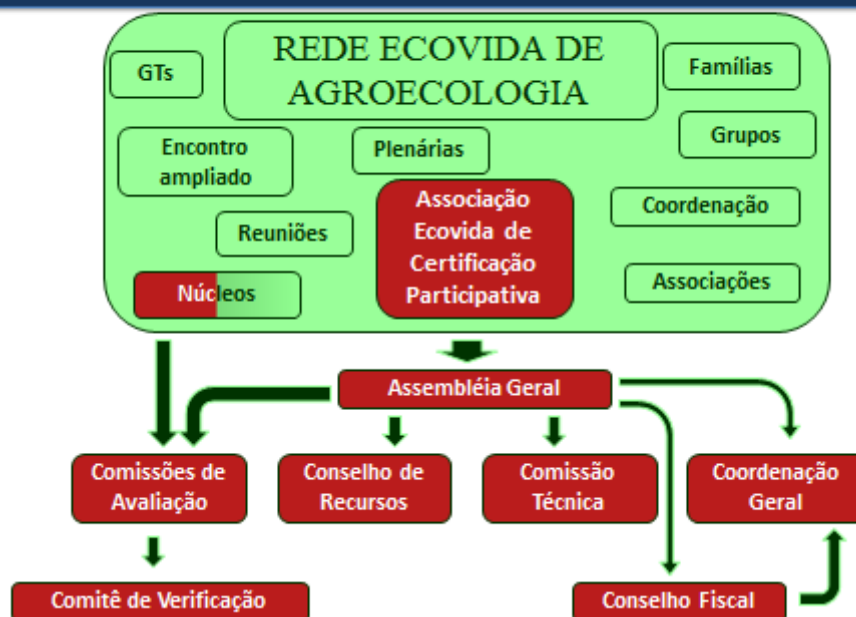 REDE ECOVIDA DE
AGROECOLOGIA
GTs
Famílias
Encontro
ampliado
Plenárias
Grupos
Associação
Ecovida de
Certificação
Participativa
Coordenação
Reuniões
Núcleos
Associações
Assembléia Geral
Comissões de
Avaliação
Conselho de
Recursos
Comissão
Técnica
Coordenação
Geral
Comitê de Verificação
Conselho Fiscal